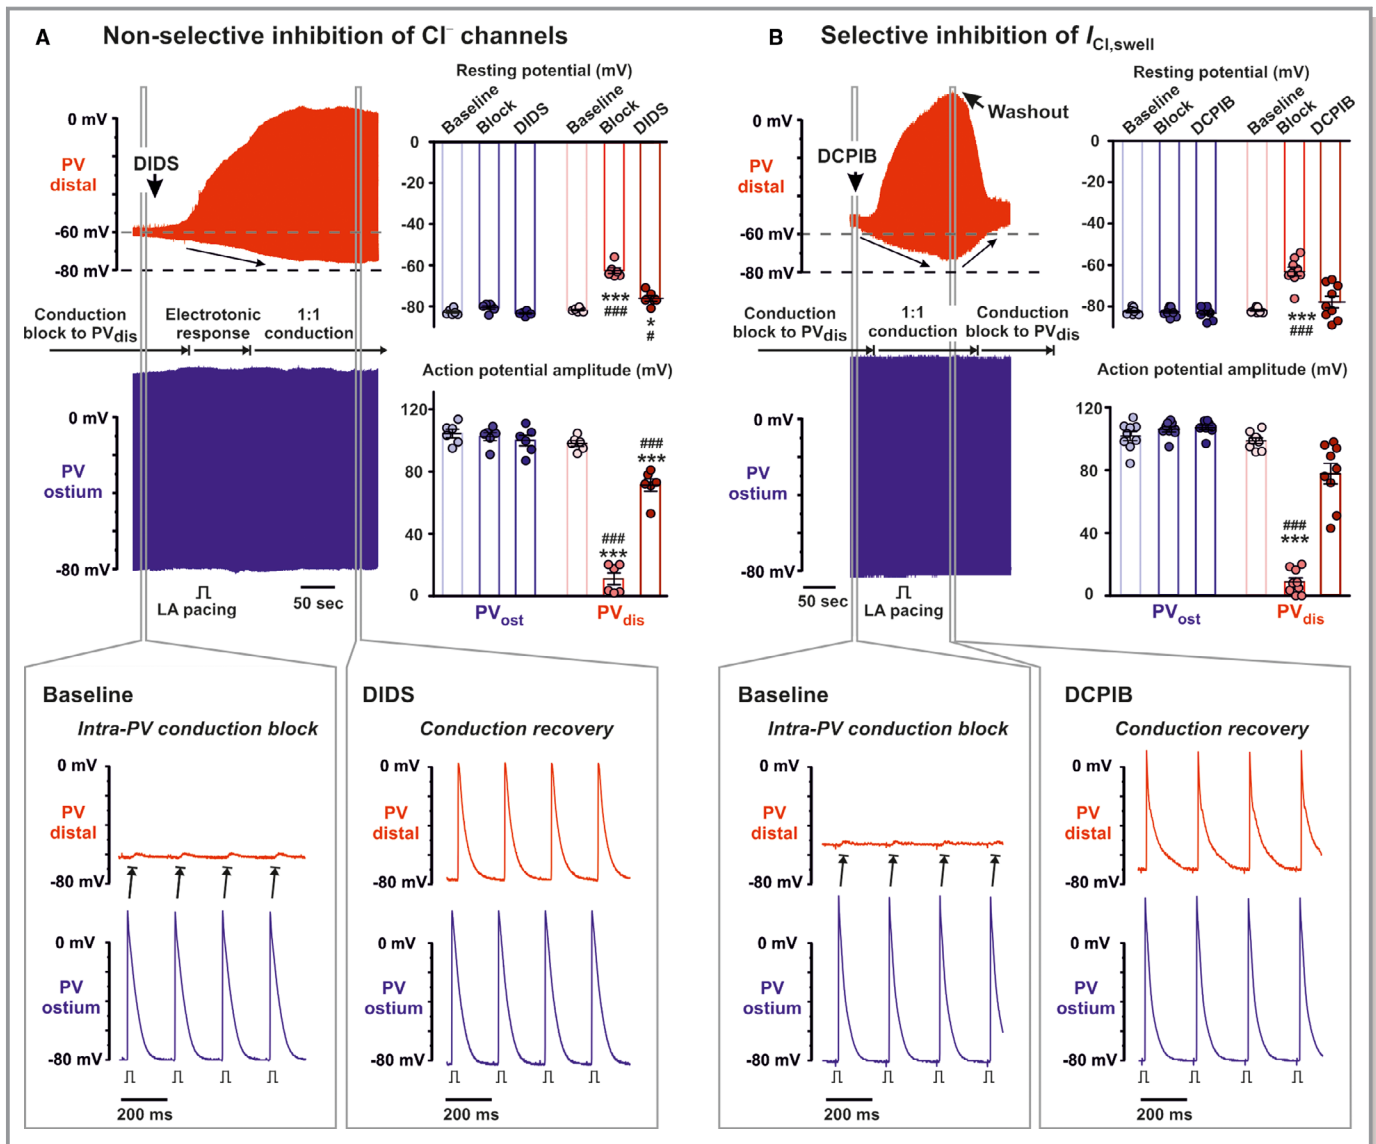 A Non-selective inhibition of Cl⁻ channels
Resting potential (mV)
Baseline
Block
DIDS
Baseline
Block
DIDS
0 mV
PV
distal
DIDS
-60 mV
-80 mV
0
-20
-40
-60
-80
***
###
*
#
Conduction
block to PVdis
Electrotonic
response
1:1
conduction
0 mV
PV
ostium
-80 mV
LA pacing
50 sec
Action potential amplitude (mV)
120
80
40
0
###
***
###
***
PVost
PVdis
Baseline
Intra-PV conduction block
0 mV
PV
distal
-80 mV
0 mV
PV
ostium
-80 mV
200 ms
DIDS
Conduction recovery
0 mV
PV
distal
-80 mV
0 mV
PV
ostium
-80 mV
200 ms
B Selective inhibition of ICl,swell
Resting potential (mV)
Baseline
Block
DCPIB
Baseline
Block
DCPIB
Washout
0 mV
PV
distal
DCPIB
-60 mV
-80 mV
0
-20
-40
-60
-80
***
###
Conduction
block to PVdis
1:1
conduction
Conduction
block to PVdis
0 mV
PV
ostium
-80 mV
50 sec
LA pacing
Action potential amplitude (mV)
120
80
40
0
###
***
PVost
PVdis
Baseline
Intra-PV conduction block
0 mV
PV
distal
-80 mV
0 mV
PV
ostium
-80 mV
200 ms
DCPIB
Conduction recovery
0 mV
PV
distal
-80 mV
0 mV
PV
ostium
-80 mV
200 ms